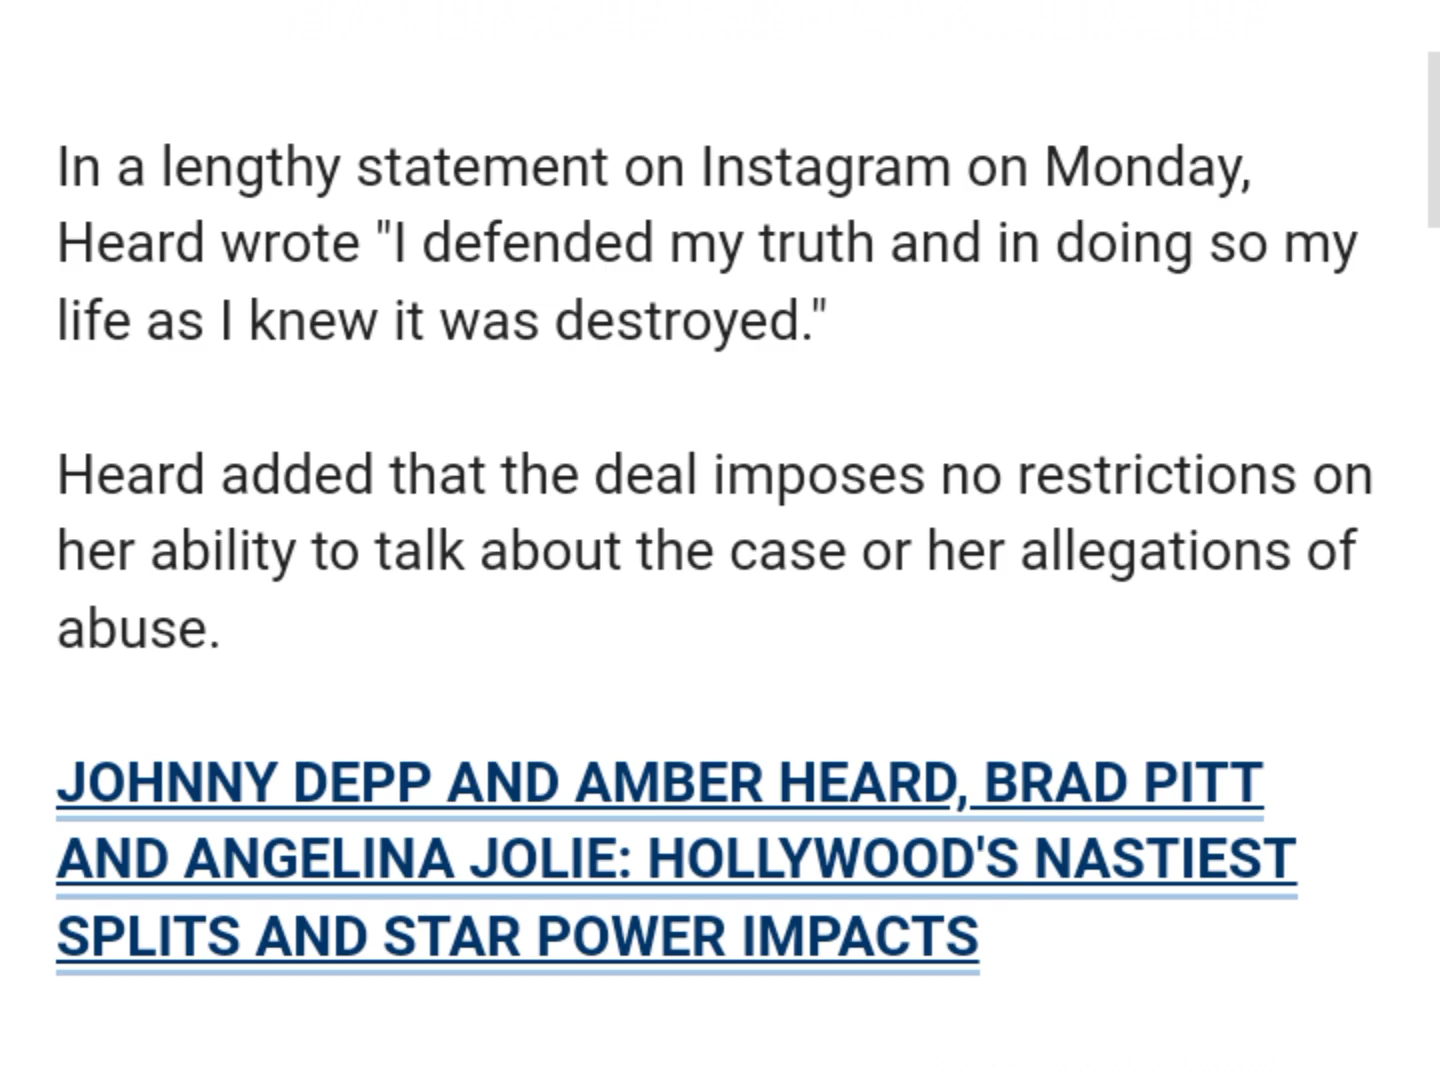 In a lengthy statement on Instagram on Monday,
Heard wrote "I defended my truth and in doing so my
life as I knew it was destroyed."
Heard added that the deal imposes no restrictions on
her ability to talk about the case or her allegations of
abuse.
JOHNNY DEPP AND AMBER HEARD, BRAD PITT
AND ANGELINA JOLIE: HOLLYWOOD'S NASTIEST
SPLITS AND STAR POWER IMPACTS